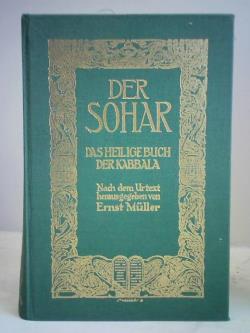 DER
SOHAR
DAS HEILIGE BUCH
DER KABBALA
Nach dem Urtext
herausgegeben von
Ernst Müller